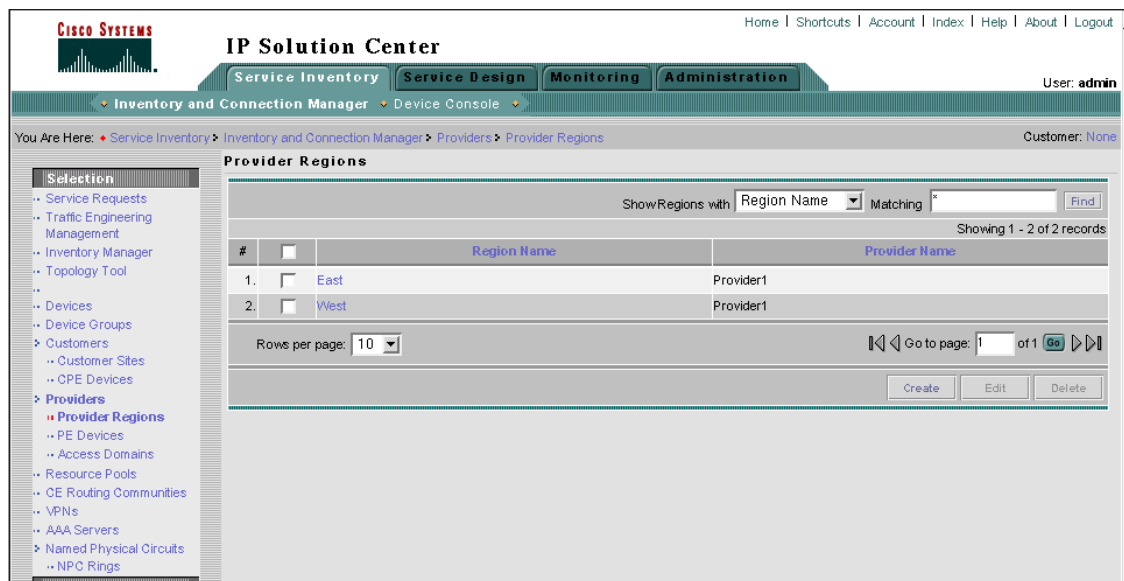 Home | Shortcuts | Account | Index | Help | About | Logout
CISCO SYSTEMS
IP Solution Center
Service Inventory Service Design Monitoring Administration
User: admin
Inventory and Connection Manager Device Console
You Are Here: Service Inventory Inventory and Connection Manager Providers Provider Regions
Customer: None
Selection
Service Requests
Traffic Engineering
Management
Inventory Manager
Topology Tool
Devices
Device Groups
Customers
Customer Sites
CPE Devices
Providers
Provider Regions
PE Devices
Access Domains
Resource Pools
CE Routing Communities
VPNs
AAA Servers
Named Physical Circuits
NPC Rings
Provider Regions
Show Regions with Region Name Matching * Find
Showing 1 - 2 of 2 records
# Region Name Provider Name
1. East Provider1
2. West Provider1
Rows per page: 10 Go to page: 1 of 1 Go
Create Edit Delete